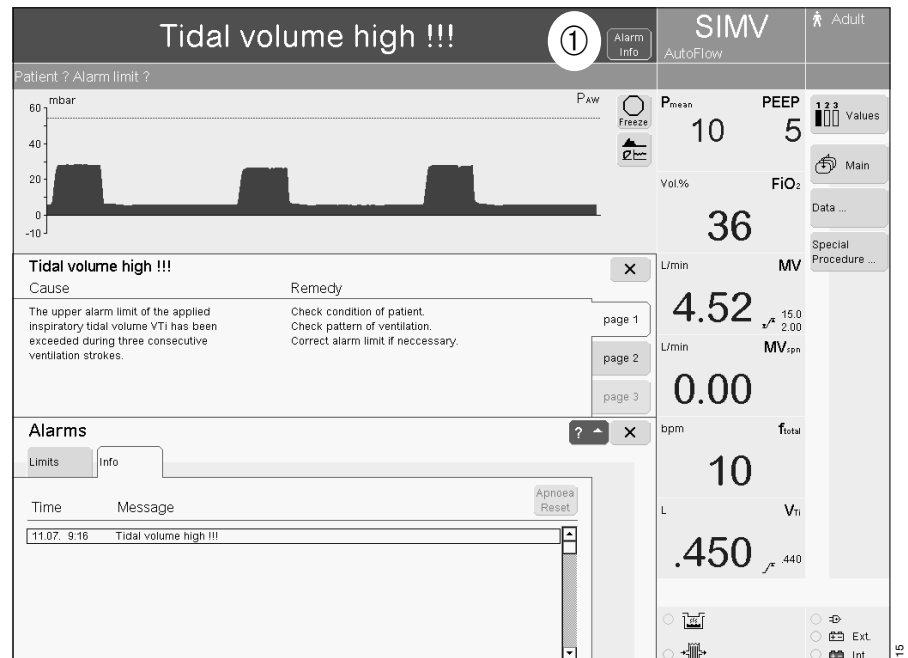 Tidal volume high !!!
1
Alarm
Info
SIMV
AutoFlow
Adult
Patient ? Alarm limit ?
mbar
PAW
60
40
20
0
-10
Freeze
Pmean
PEEP
10
5
1 2 3
Values
Main
Vol.%
FiO2
36
Data ...
Special
Procedure ...
Tidal volume high !!!
Cause
Remedy
The upper alarm limit of the applied
inspiratory tidal volume VTi has been
exceeded during three consecutive
ventilation strokes.
Check condition of patient.
Check pattern of ventilation.
Correct alarm limit if neccessary.
page 1
page 2
page 3
L/min
MV
4.52
15.0
2.00
L/min
MVspn
0.00
Alarms
?
Limits
Info
Time
Message
Apnoea
Reset
11.07. 9:16 Tidal volume high !!!
bpm
ftotal
10
L
VTi
.450
.440
Ext.
Int.
15